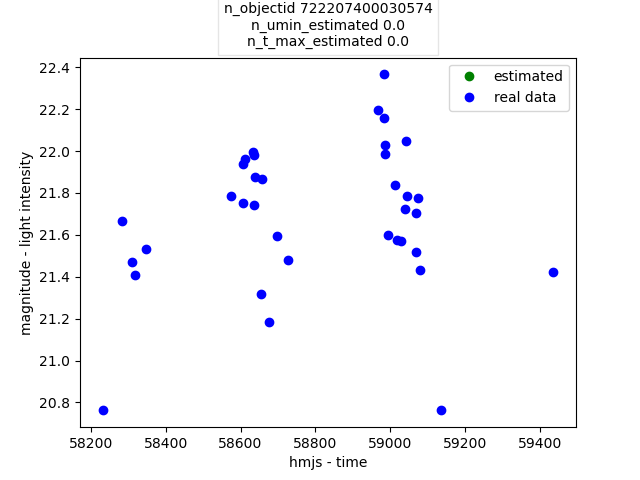 n_objectid 722207400030574
n_umin_estimated 0.0
n_t_max_estimated 0.0
estimated
real data
22.4
22.2
22.0
21.8
21.6
21.4
21.2
21.0
20.8
magnitude - light intensity
58200 58400 58600 58800 59000 59200 59400
hmjs - time